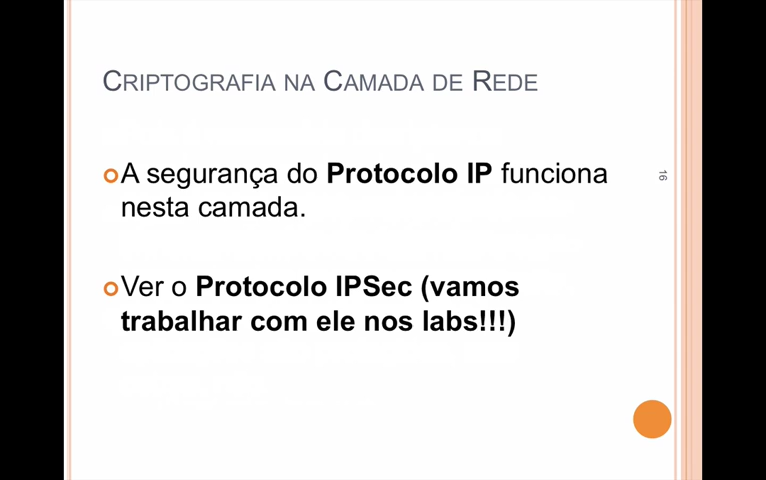 CRIPTOGRAFIA NA CAMADA DE REDE
A segurança do Protocolo IP funciona
nesta camada.
16
Ver o Protocolo IPSec (vamos
trabalhar com ele nos labs!!!)